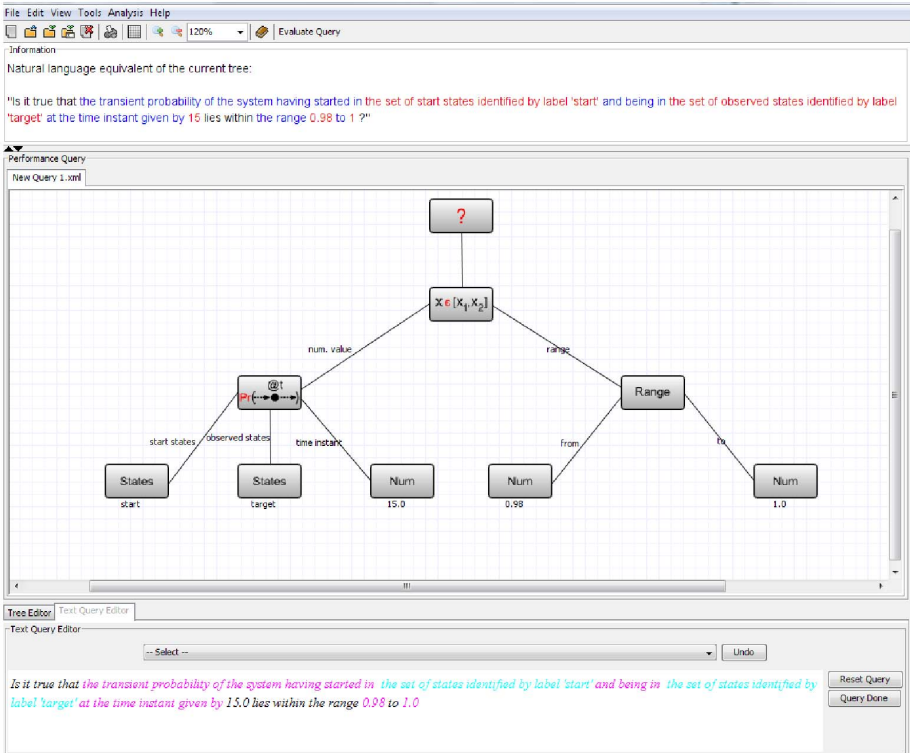 File Edit View Tools Analysis Help
120% Evaluate Query
Information
Natural language equivalent of the current tree:
"Is it true that the transient probability of the system having started in the set of start states identified by label 'start' and being in the set of observed states identified by label
'target' at the time instant given by 15 lies within the range 0.98 to 1 ?"
Performance Query
New Query 1.xml
?
X ε [X1,X2]
num. value range
@t
Pr( )
Range
start states observed states time instant from to
States States Num Num Num
start target 15.0 0.98 1.0
Tree Editor Text Query Editor
Text Query Editor
-- Select -- Undo
Is it true that the transient probability of the system having started in the set of states identified by label 'start' and being in the set of states identified by
label 'target' at the time instant given by 15.0 lies within the range 0.98 to 1.0
Reset Query
Query Done